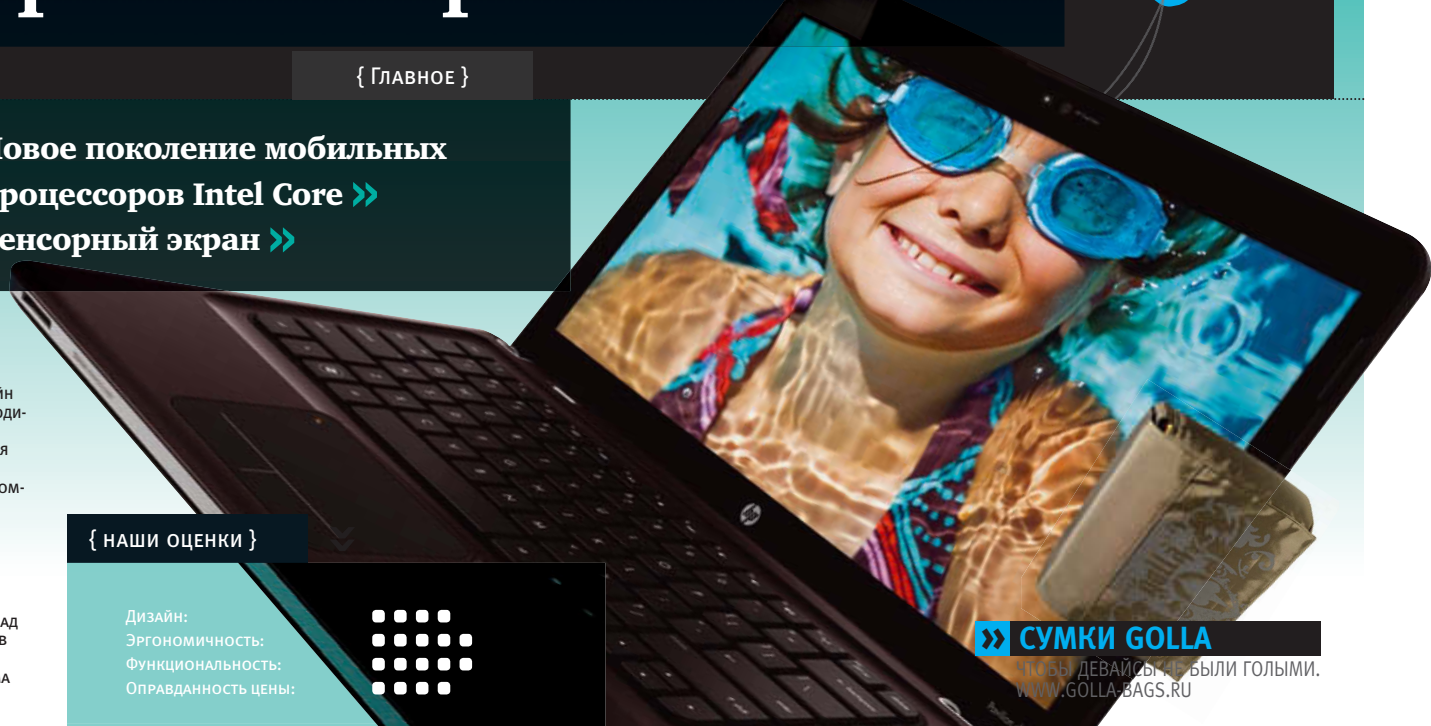 { Главное }
Новое поколение мобильных
процессоров Intel Core »
сенсорный экран »
{ наши оценки }
Дизайн:
Эргономичность:
Функциональность:
Оправданность цены:
» СУМКИ GOLLA
ЧТОБЫ ДЕВАЙСЫ НЕ БЫЛИ ГОЛЫМИ.
WWW.GOLLA-BAGS.RU